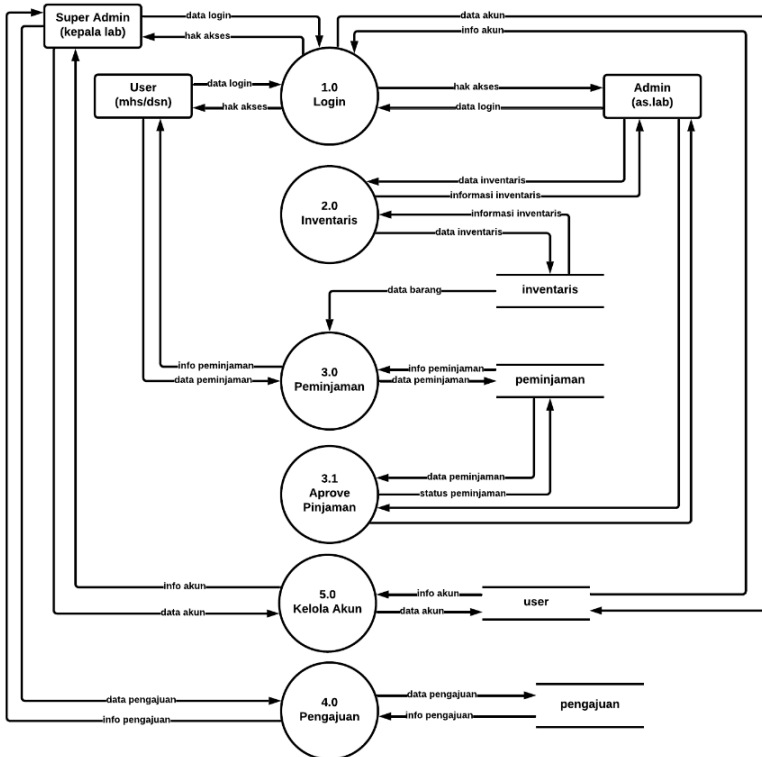 Super Admin
(kepala lab)
data login
hak akses
data akun
info akun
User
(mhs/dsn)
data login
hak akses
1.0
Login
hak akses
data login
Admin
(as.lab)
2.0
Inventaris
data inventaris
informasi inventaris
informasi inventaris
data inventaris
inventaris
data barang
info peminjaman
data peminjaman
3.0
Peminjaman
info peminjaman
data peminjaman
peminjaman
3.1
Aprove
Pinjaman
data peminjaman
status peminjaman
info akun
data akun
5.0
Kelola Akun
info akun
data akun
user
data pengajuan
info pengajuan
4.0
Pengajuan
data pengajuan
info pengajuan
pengajuan